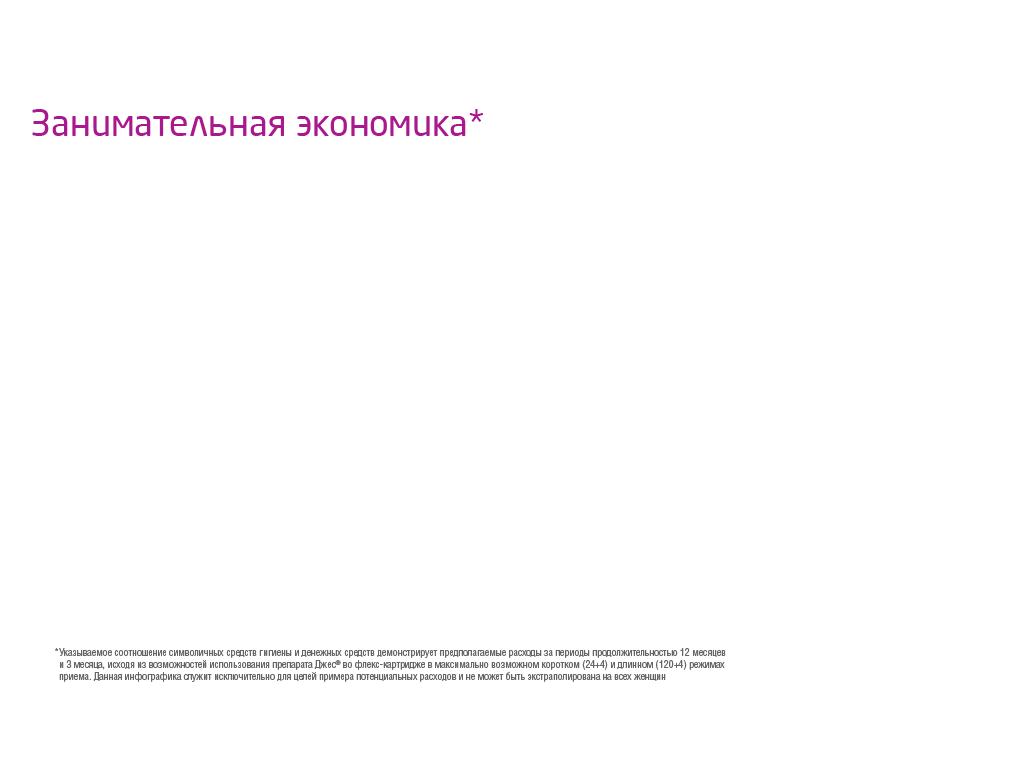 Занимательная экономика*
*Указываемое соотношение символичных средств гигиены и денежных средств демонстрирует предполагаемые расходы за периоды продолжительностью 12 месяцев
и 3 месяца, исходя из возможностей использования препарата Джес® во флекс-картридже в максимально возможном коротком (24+4) и длинном (120+4) режимах
приема. Данная инфографика служит исключительно для целей примера потенциальных расходов и не может быть экстраполирована на всех женщин